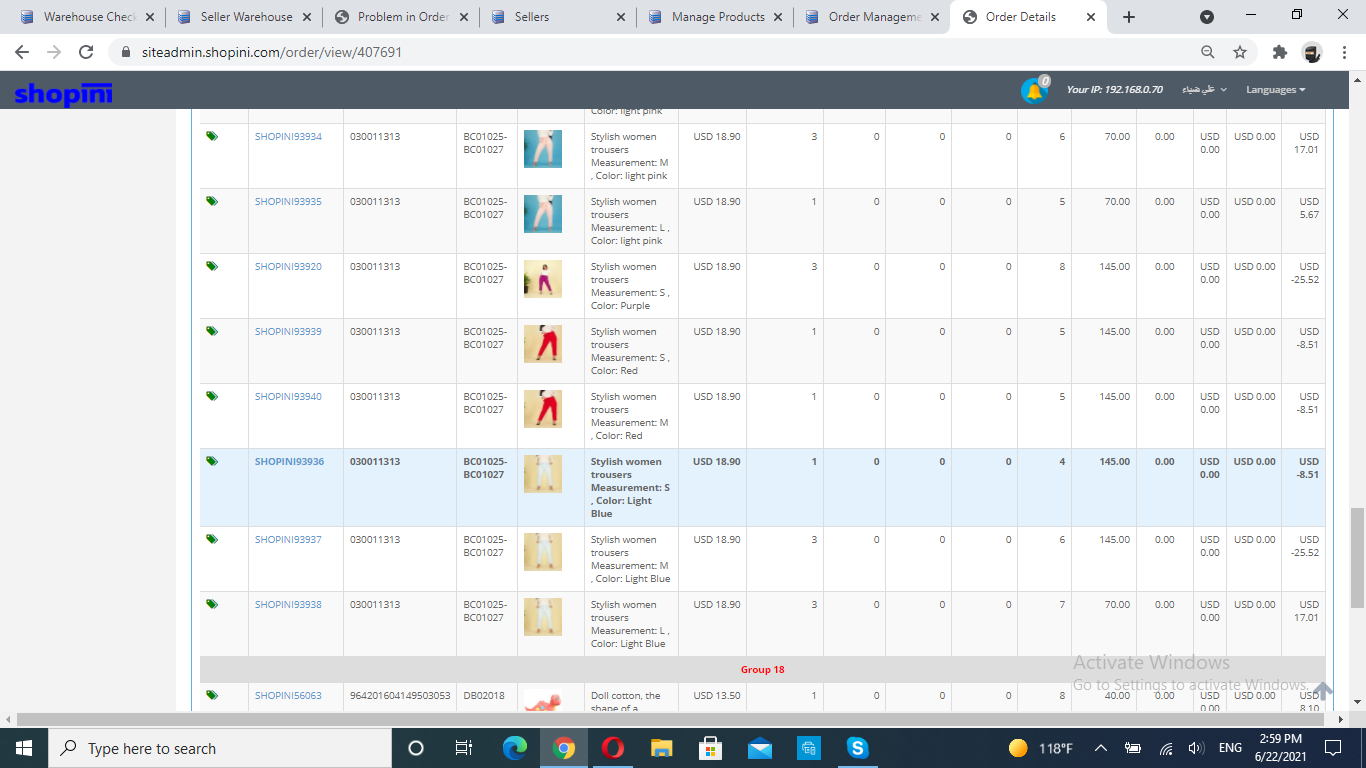 Warehouse Chec
Seller Warehouse
Problem in Order
Sellers
Manage Products
Order Manageme
Order Details
siteadmin.shopini.com/order/view/407691
shopini
0
Your IP: 192.168.0.70
علي ضياء
Languages
Color: light pink
SHOPINI93934 030011313 BC01025- Stylish women USD 18.90 3 0 0 0 6 70.00 0.00 USD USD 0.00 USD
BC01027 trousers 0.00 17.01
Measurement: M
, Color: light pink
SHOPINI93935 030011313 BC01025- Stylish women USD 18.90 1 0 0 0 5 70.00 0.00 USD USD 0.00 USD
BC01027 trousers 0.00 5.67
Measurement: L ,
Color: light pink
SHOPINI93920 030011313 BC01025- Stylish women USD 18.90 3 0 0 0 8 145.00 0.00 USD USD 0.00 USD
BC01027 trousers 0.00 -25.52
Measurement: S ,
Color: Purple
SHOPINI93939 030011313 BC01025- Stylish women USD 18.90 1 0 0 0 5 145.00 0.00 USD USD 0.00 USD
BC01027 trousers 0.00 -8.51
Measurement: S ,
Color: Red
SHOPINI93940 030011313 BC01025- Stylish women USD 18.90 1 0 0 0 5 145.00 0.00 USD USD 0.00 USD
BC01027 trousers 0.00 -8.51
Measurement: M
, Color: Red
SHOPINI93936 030011313 BC01025- Stylish women USD 18.90 1 0 0 0 4 145.00 0.00 USD USD 0.00 USD
BC01027 trousers 0.00 -8.51
Measurement: S
, Color: Light
Blue
SHOPINI93937 030011313 BC01025- Stylish women USD 18.90 3 0 0 0 6 145.00 0.00 USD USD 0.00 USD
BC01027 trousers 0.00 -25.52
Measurement: M
, Color: Light Blue
SHOPINI93938 030011313 BC01025- Stylish women USD 18.90 3 0 0 0 7 70.00 0.00 USD USD 0.00 USD
BC01027 trousers 0.00 17.01
Measurement: L ,
Color: Light Blue
Group 18
Activate Windows
Go to Settings to activate Windows.
SHOPINI56063 964201604149503053 DB02018 Doll cotton, the USD 13.50 1 0 0 0 8 40.00 0.00 USD USD 0.00 USD
shape of a 0.00 8.10
Type here to search
118°F
ENG
2:59 PM
6/22/2021